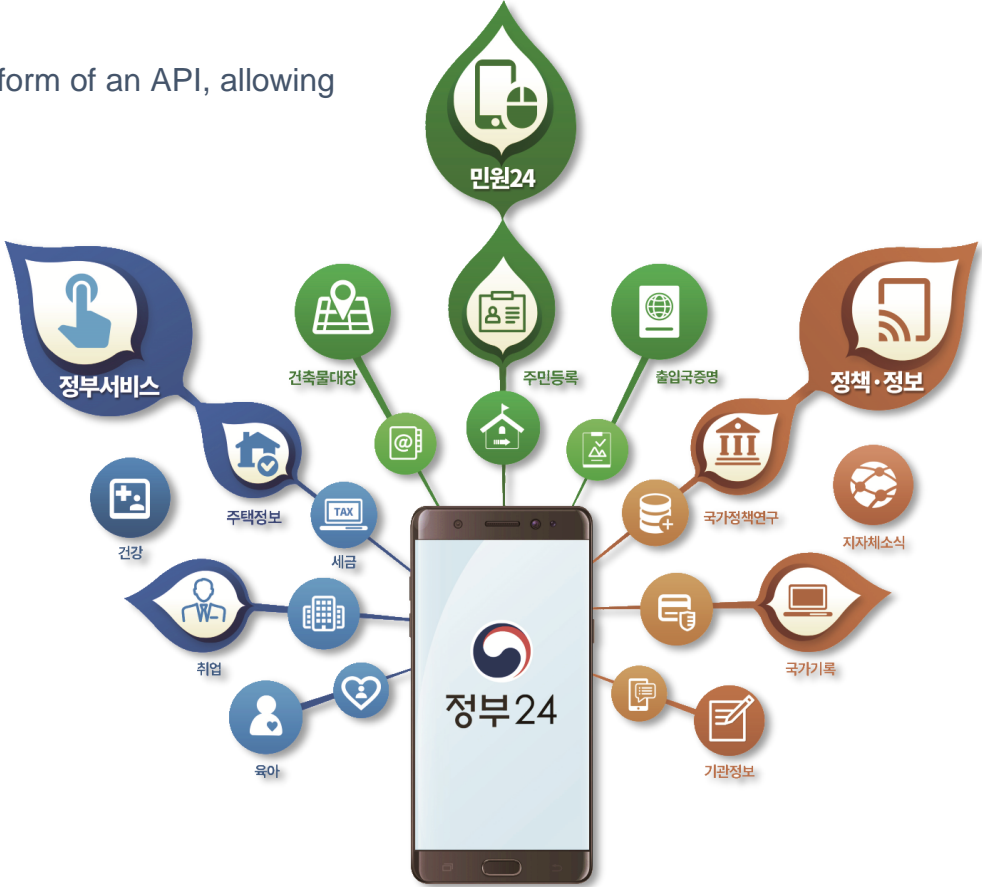 form of an API, allowing
민원24
정부서비스
건축물대장
주민등록
출입국증명
정책·정보
주택정보
TAX
세금
건강
국가정책연구
지자체소식
취업
국가기록
정부24
육아
기관정보